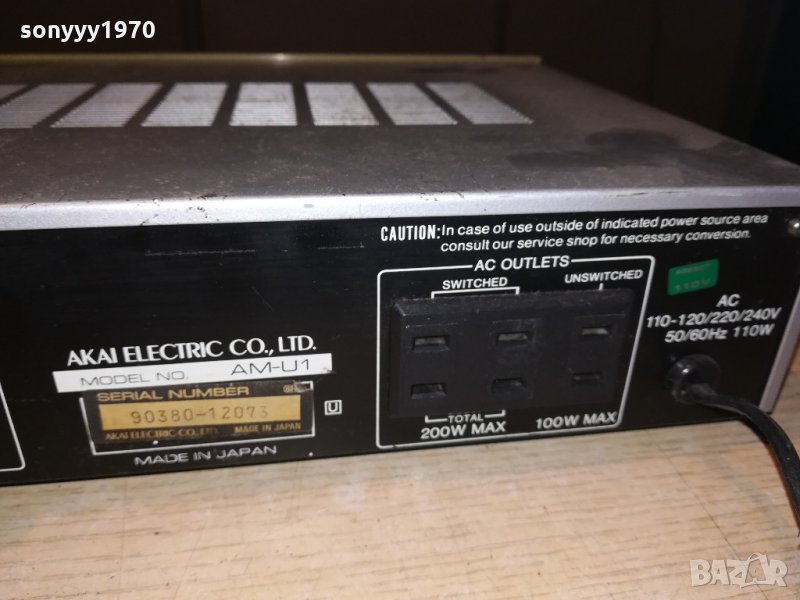 sonyyy1970
CAUTION: In case of use outside of indicated power source area
consult our service shop for necessary conversion.
AC OUTLETS
SWITCHED
UNSWITCHED
110V
AC
110-120/220/240V
50/60Hz 110W
AKAI ELECTRIC CO., LTD.
MODEL NO. AM-U1
SERIAL NUMBER
90380-12073
AKAI ELECTRIC CO., LTD. MADE IN JAPAN
U
MADE IN JAPAN
TOTAL
200W MAX
100W MAX
BAZAR